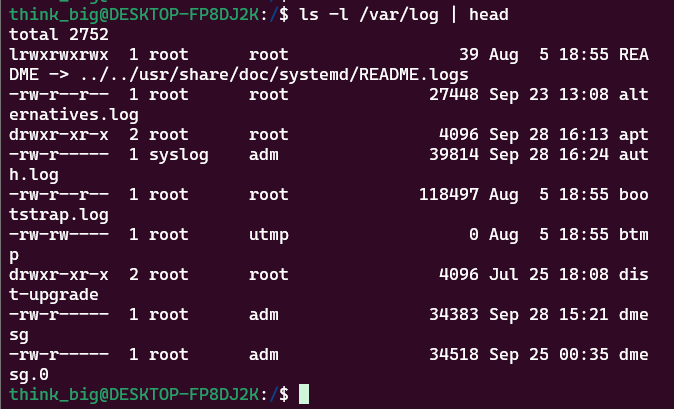 think_big@DESKTOP-FP8DJ2K:/$ ls -l /var/log | head
total 2752
lrwxrwxrwx  1 root     root                    39 Aug  5 18:55 REA
DME -> ../../usr/share/doc/systemd/README.logs
-rw-r--r--  1 root     root                 27448 Sep 23 13:08 alt
ernatives.log
drwxr-xr-x  2 root     root                  4096 Sep 28 16:13 apt
-rw-r-----  1 syslog   adm                  39814 Sep 28 16:24 aut
h.log
-rw-r--r--  1 root     root                118497 Aug  5 18:55 boo
tstrap.log
-rw-rw----  1 root     utmp                     0 Aug  5 18:55 btm
p
drwxr-xr-x  2 root     root                  4096 Jul 25 18:08 dis
t-upgrade
-rw-r-----  1 root     adm                  34383 Sep 28 15:21 dme
sg
-rw-r-----  1 root     adm                  34518 Sep 25 00:35 dme
sg.0
think_big@DESKTOP-FP8DJ2K:/$